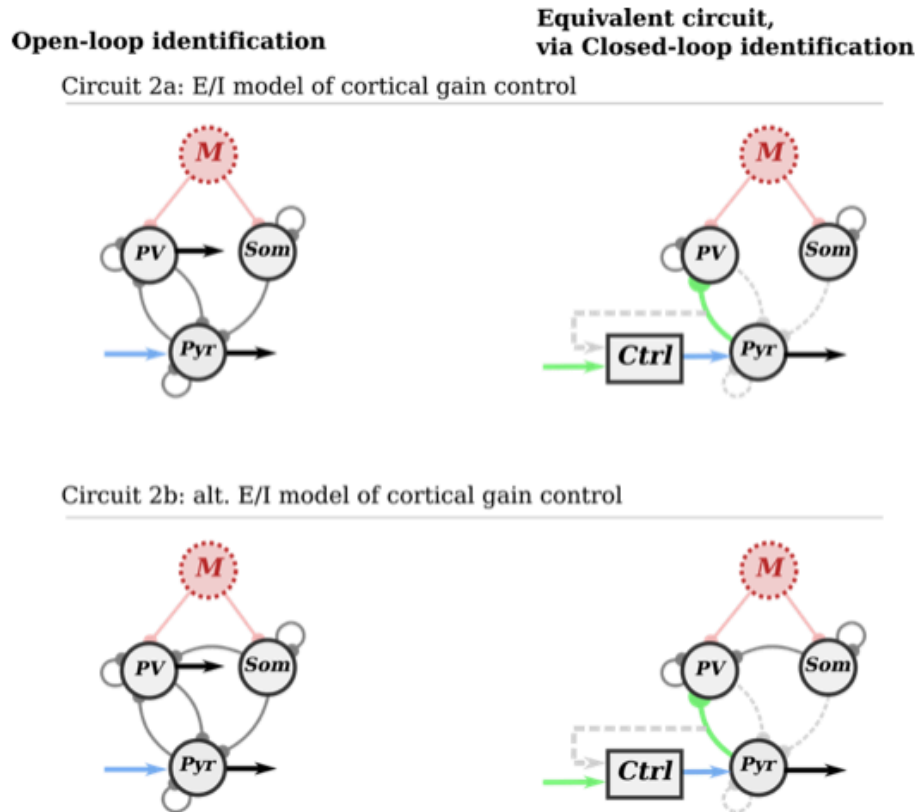 Open-loop identification
Equivalent circuit,
via Closed-loop identification
Circuit 2a: E/I model of cortical gain control
M
PV
Som
Pyr
M
PV
Som
Ctrl
Pyr
Circuit 2b: alt. E/I model of cortical gain control
M
PV
Som
Pyr
M
PV
Som
Ctrl
Pyr